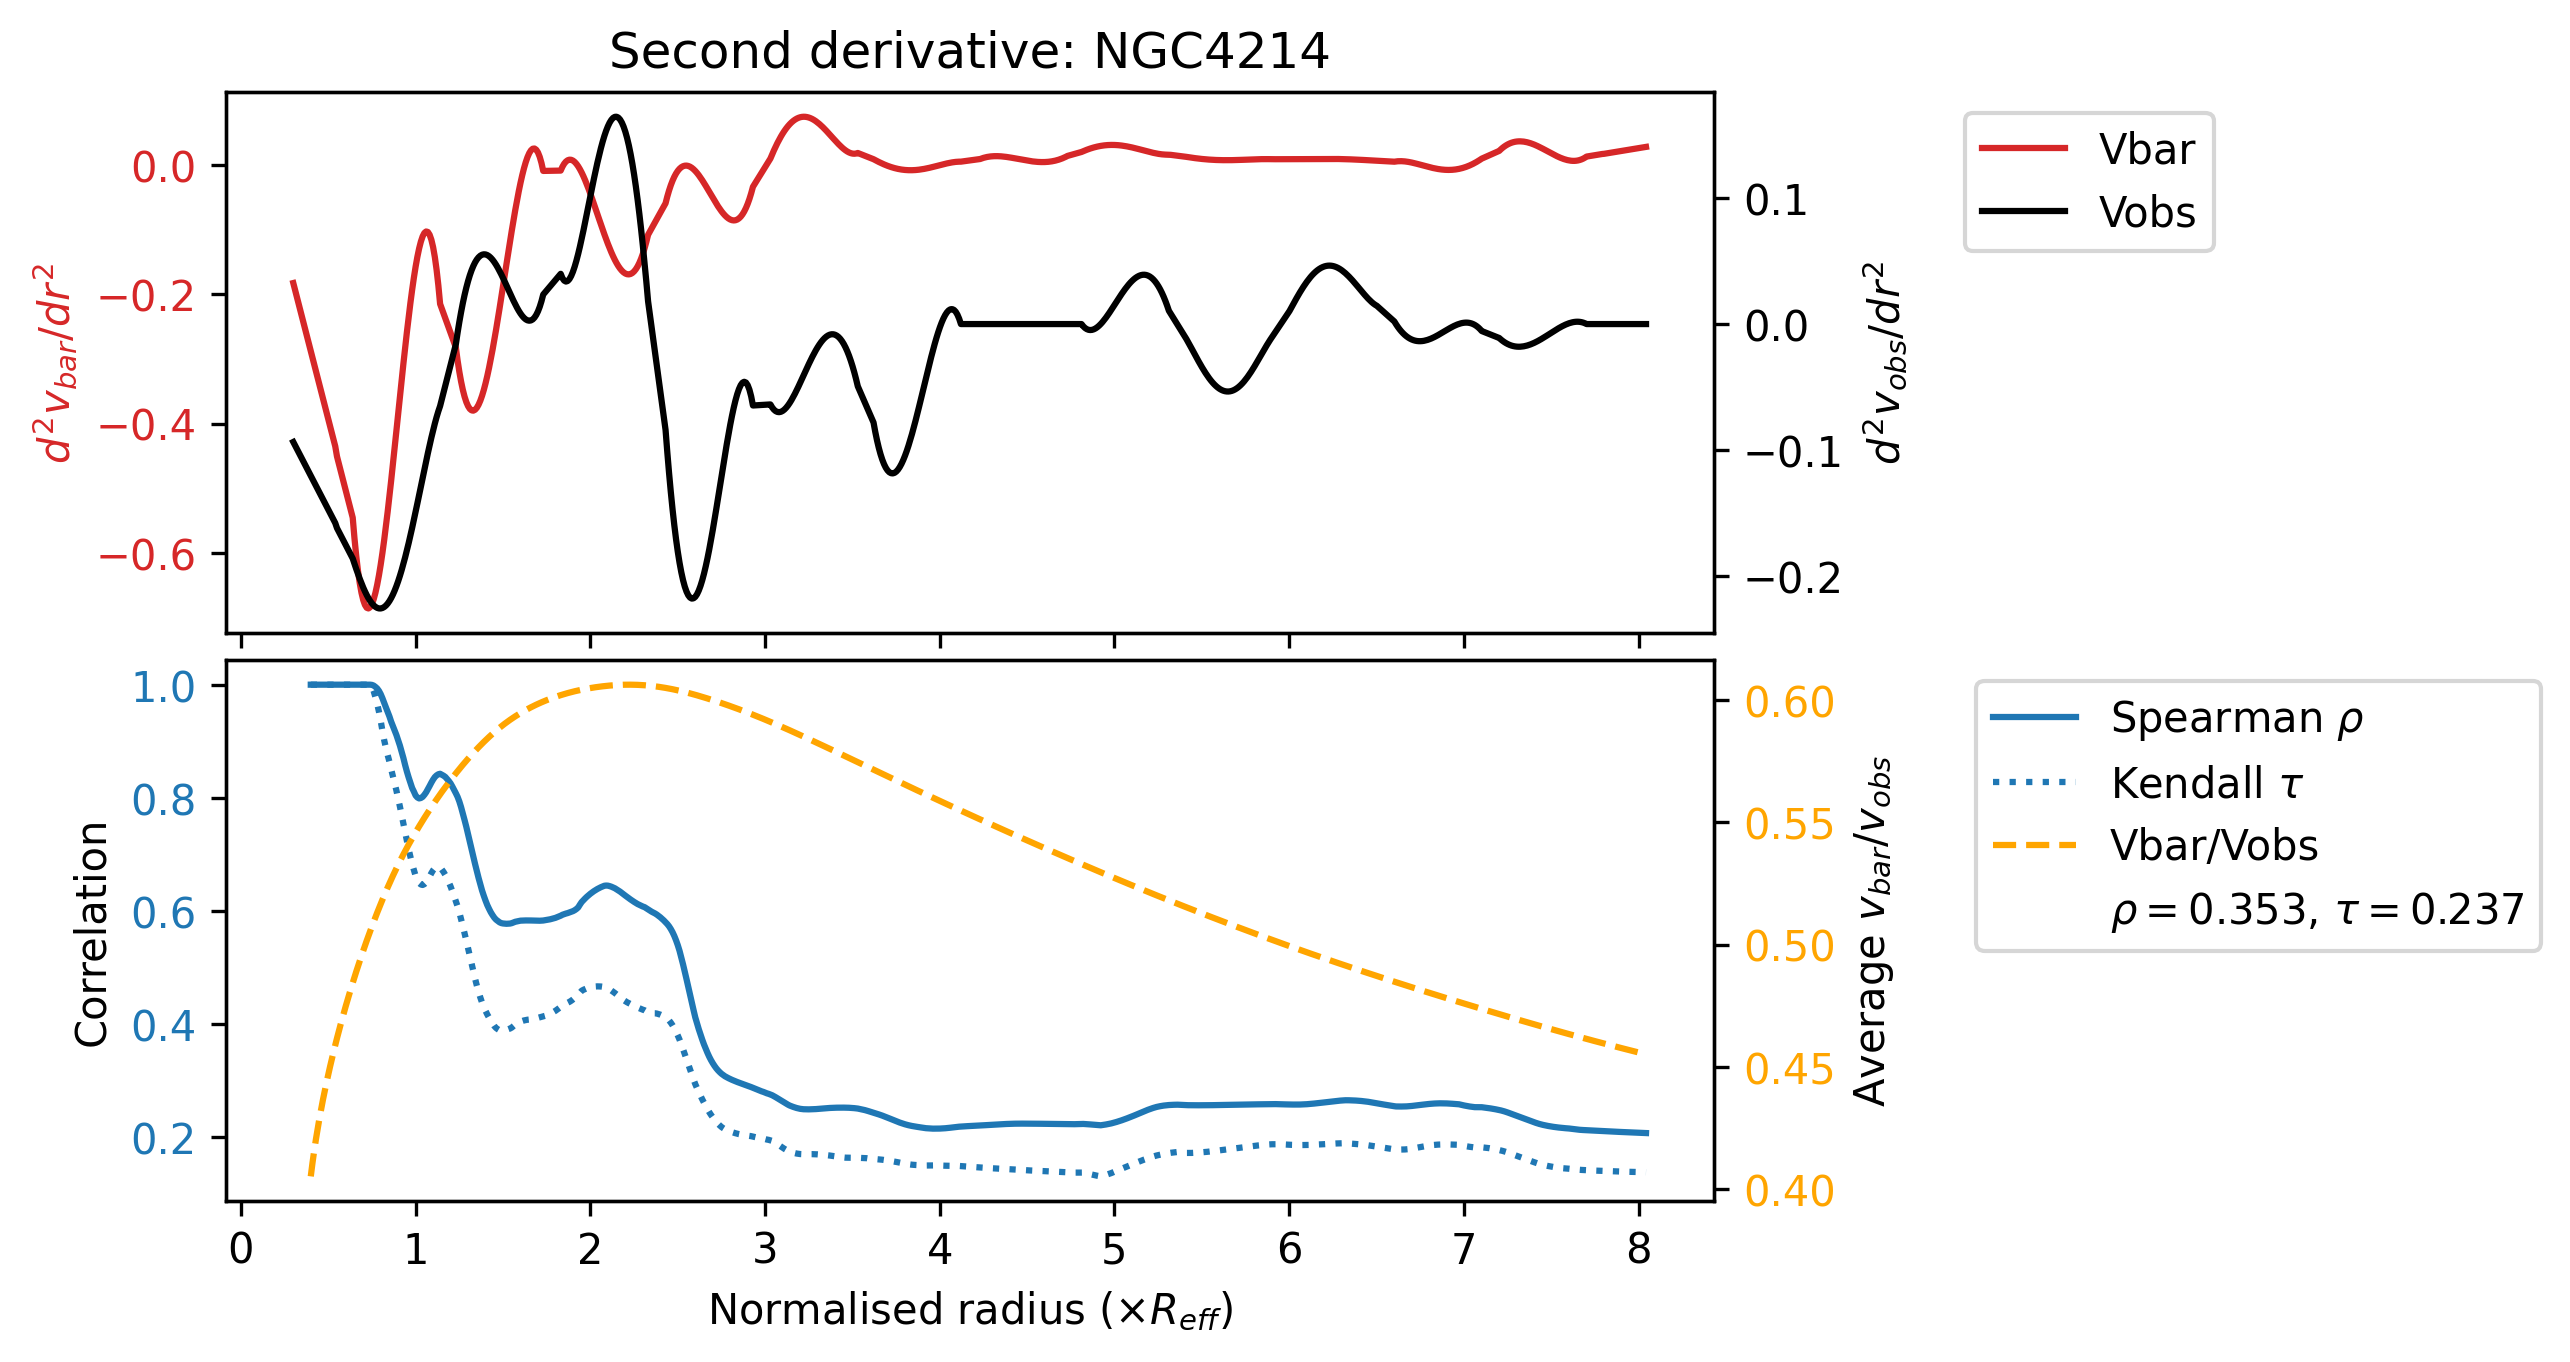 Second derivative: NGC4214
d²v_bar/dr²
0.0
−0.2
−0.4
−0.6
0.1
0.0
−0.1
−0.2
d²v_obs/dr²
Vbar
Vobs
Correlation
1.0
0.8
0.6
0.4
0.2
0.60
0.55
0.50
0.45
0.40
Average v_bar/v_obs
Spearman ρ
Kendall τ
Vbar/Vobs
ρ = 0.353, τ = 0.237
0 1 2 3 4 5 6 7 8
Normalised radius (×R_eff)